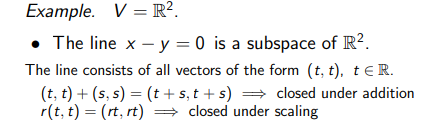 Example. V = ℝ².
• The line x − y = 0 is a subspace of ℝ².
The line consists of all vectors of the form (t, t), t ∈ ℝ.
(t, t) + (s, s) = (t + s, t + s) ⟹ closed under addition
r(t, t) = (rt, rt) ⟹ closed under scaling